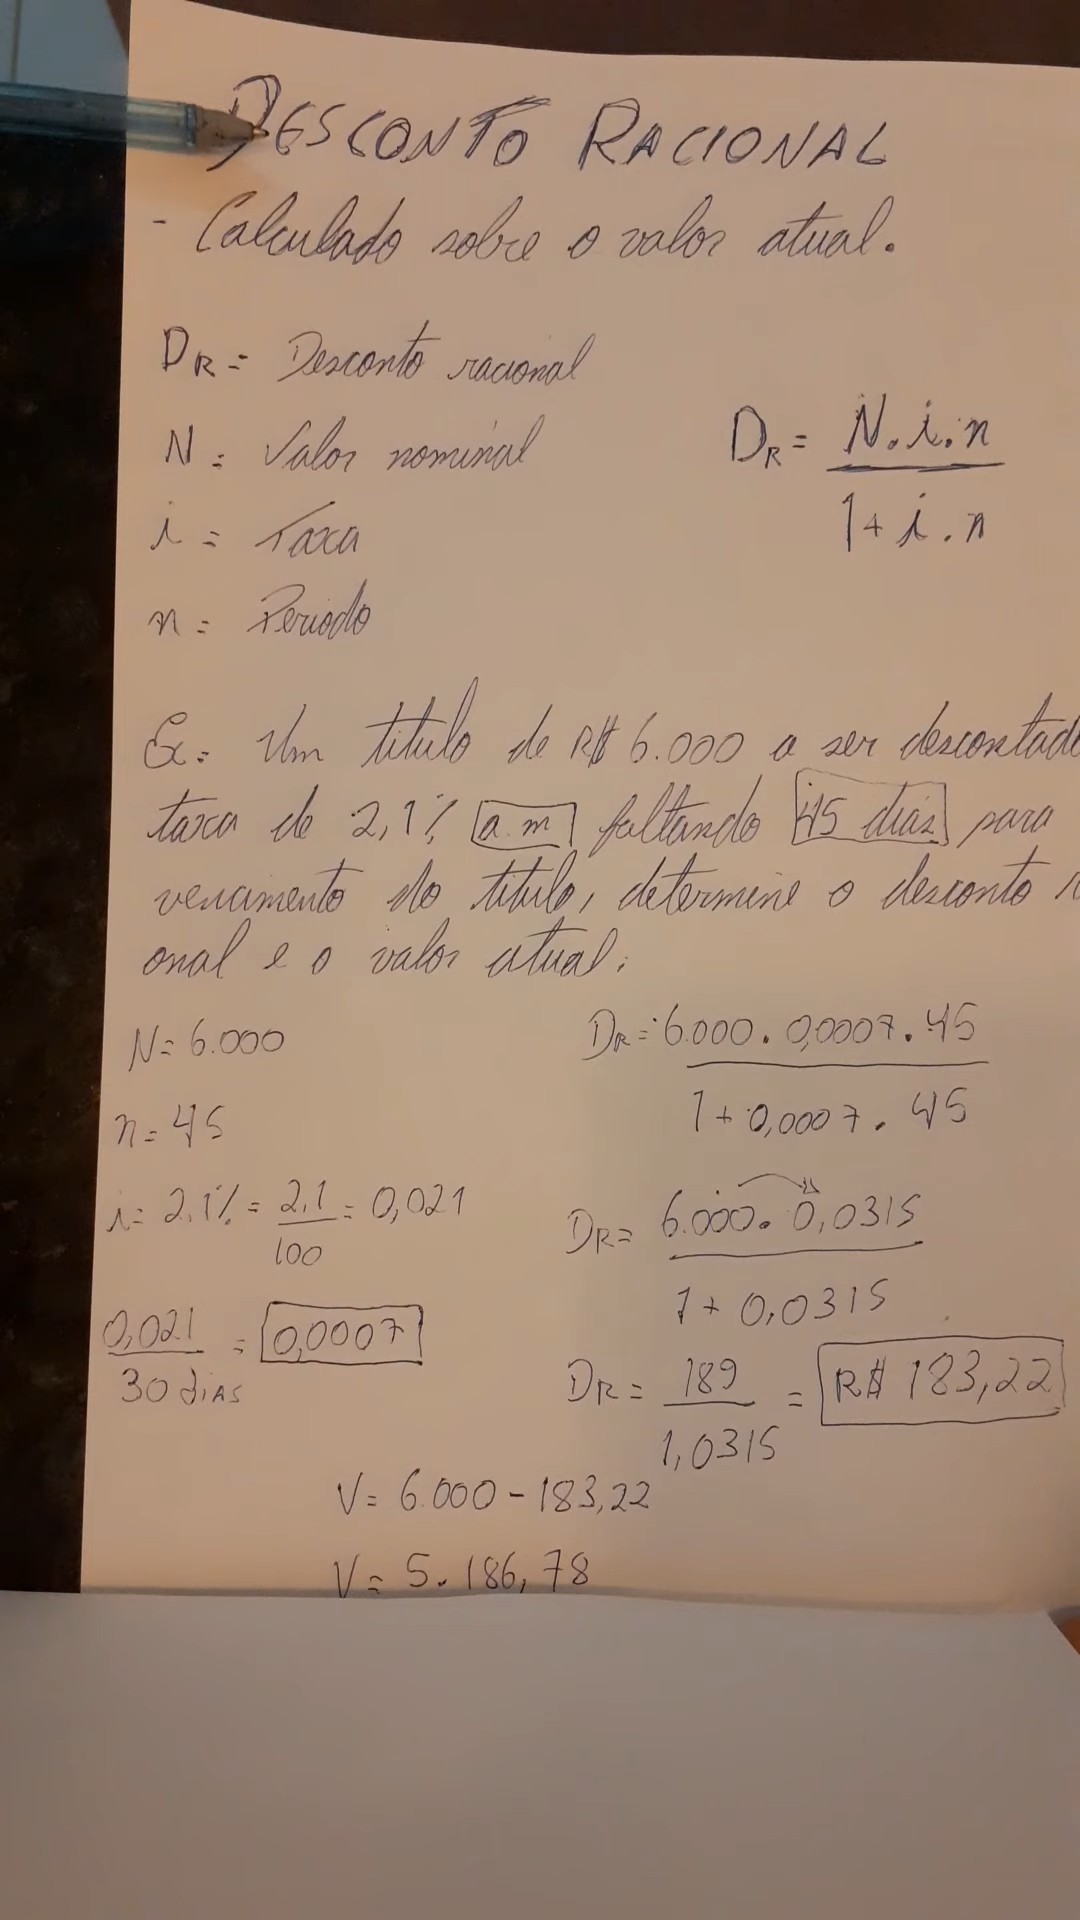 DESCONTO RACIONAL
- Calculado sobre o valor atual.
DR = Desconto racional
N = Valor nominal
i = Taxa
n = Periodo
DR = N . i . n
1 + i . n
Ex: Um titulo de R$ 6.000 a ser descontado
taxa de 2,1% a m faltando 45 dias para
vencimento do titulo, determine o desconto
onal e o valor atual.
N = 6.000
n = 45
i = 2,1% = 2,1 = 0,021
100
0,021 = 0,0007
30 dias
DR = 6.000 . 0,0007 . 45
1 + 0,0007 . 45
DR = 6.000 . 0,0315
1 + 0,0315
DR = 189 = R$ 183,22
1,0315
V = 6.000 - 183,22
V = 5.186,78